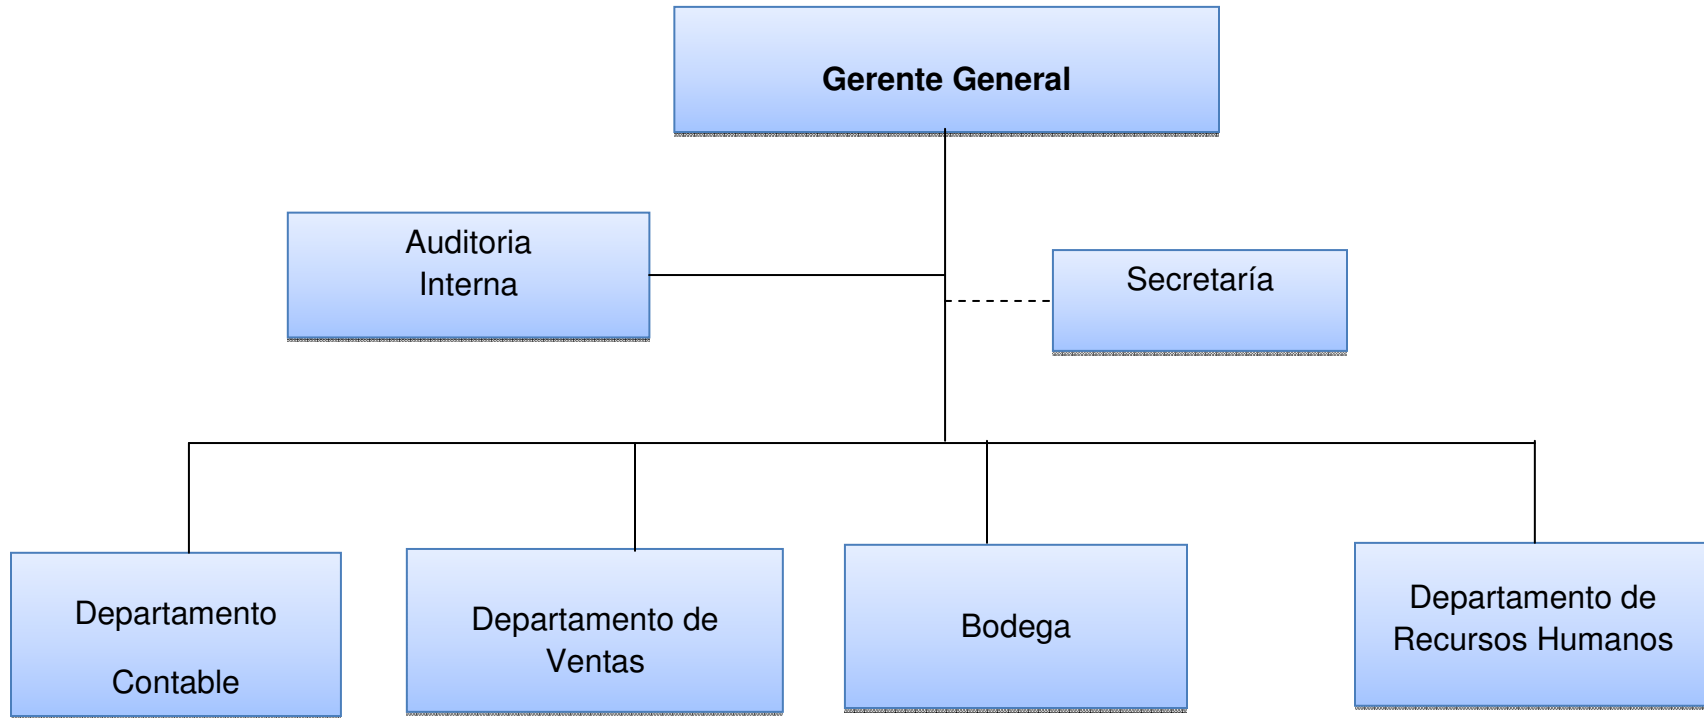 Gerente General
Auditoria
Interna
Secretaría
Departamento
Contable
Departamento de
Ventas
Bodega
Departamento de
Recursos Humanos